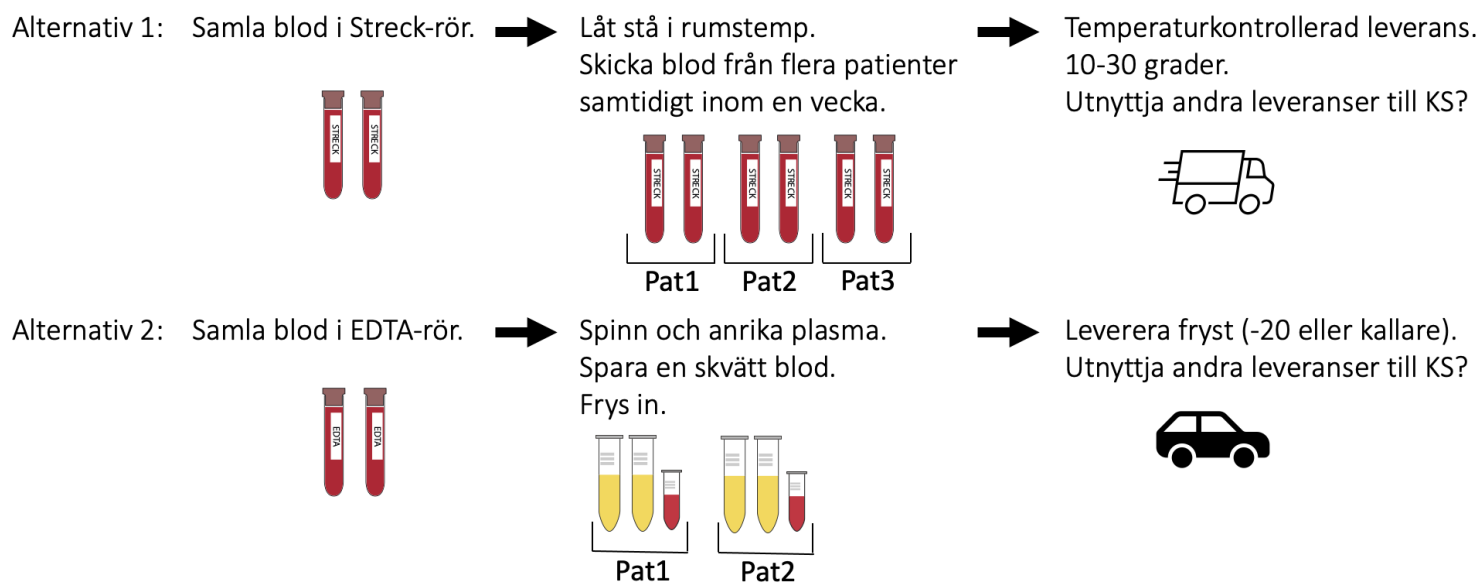 Alternativ 1: Samla blod i Streck-rör.
Låt stå i rumstemp.
Skicka blod från flera patienter
samtidigt inom en vecka.
Temperaturkontrollerad leverans.
10-30 grader.
Utnyttja andra leveranser till KS?
STRECK STRECK
STRECK STRECK STRECK STRECK STRECK STRECK
Pat1 Pat2 Pat3
Alternativ 2: Samla blod i EDTA-rör.
Spinn och anrika plasma.
Spara en skvätt blod.
Frys in.
Leverera fryst (-20 eller kallare).
Utnyttja andra leveranser till KS?
EDTA EDTA
Pat1 Pat2